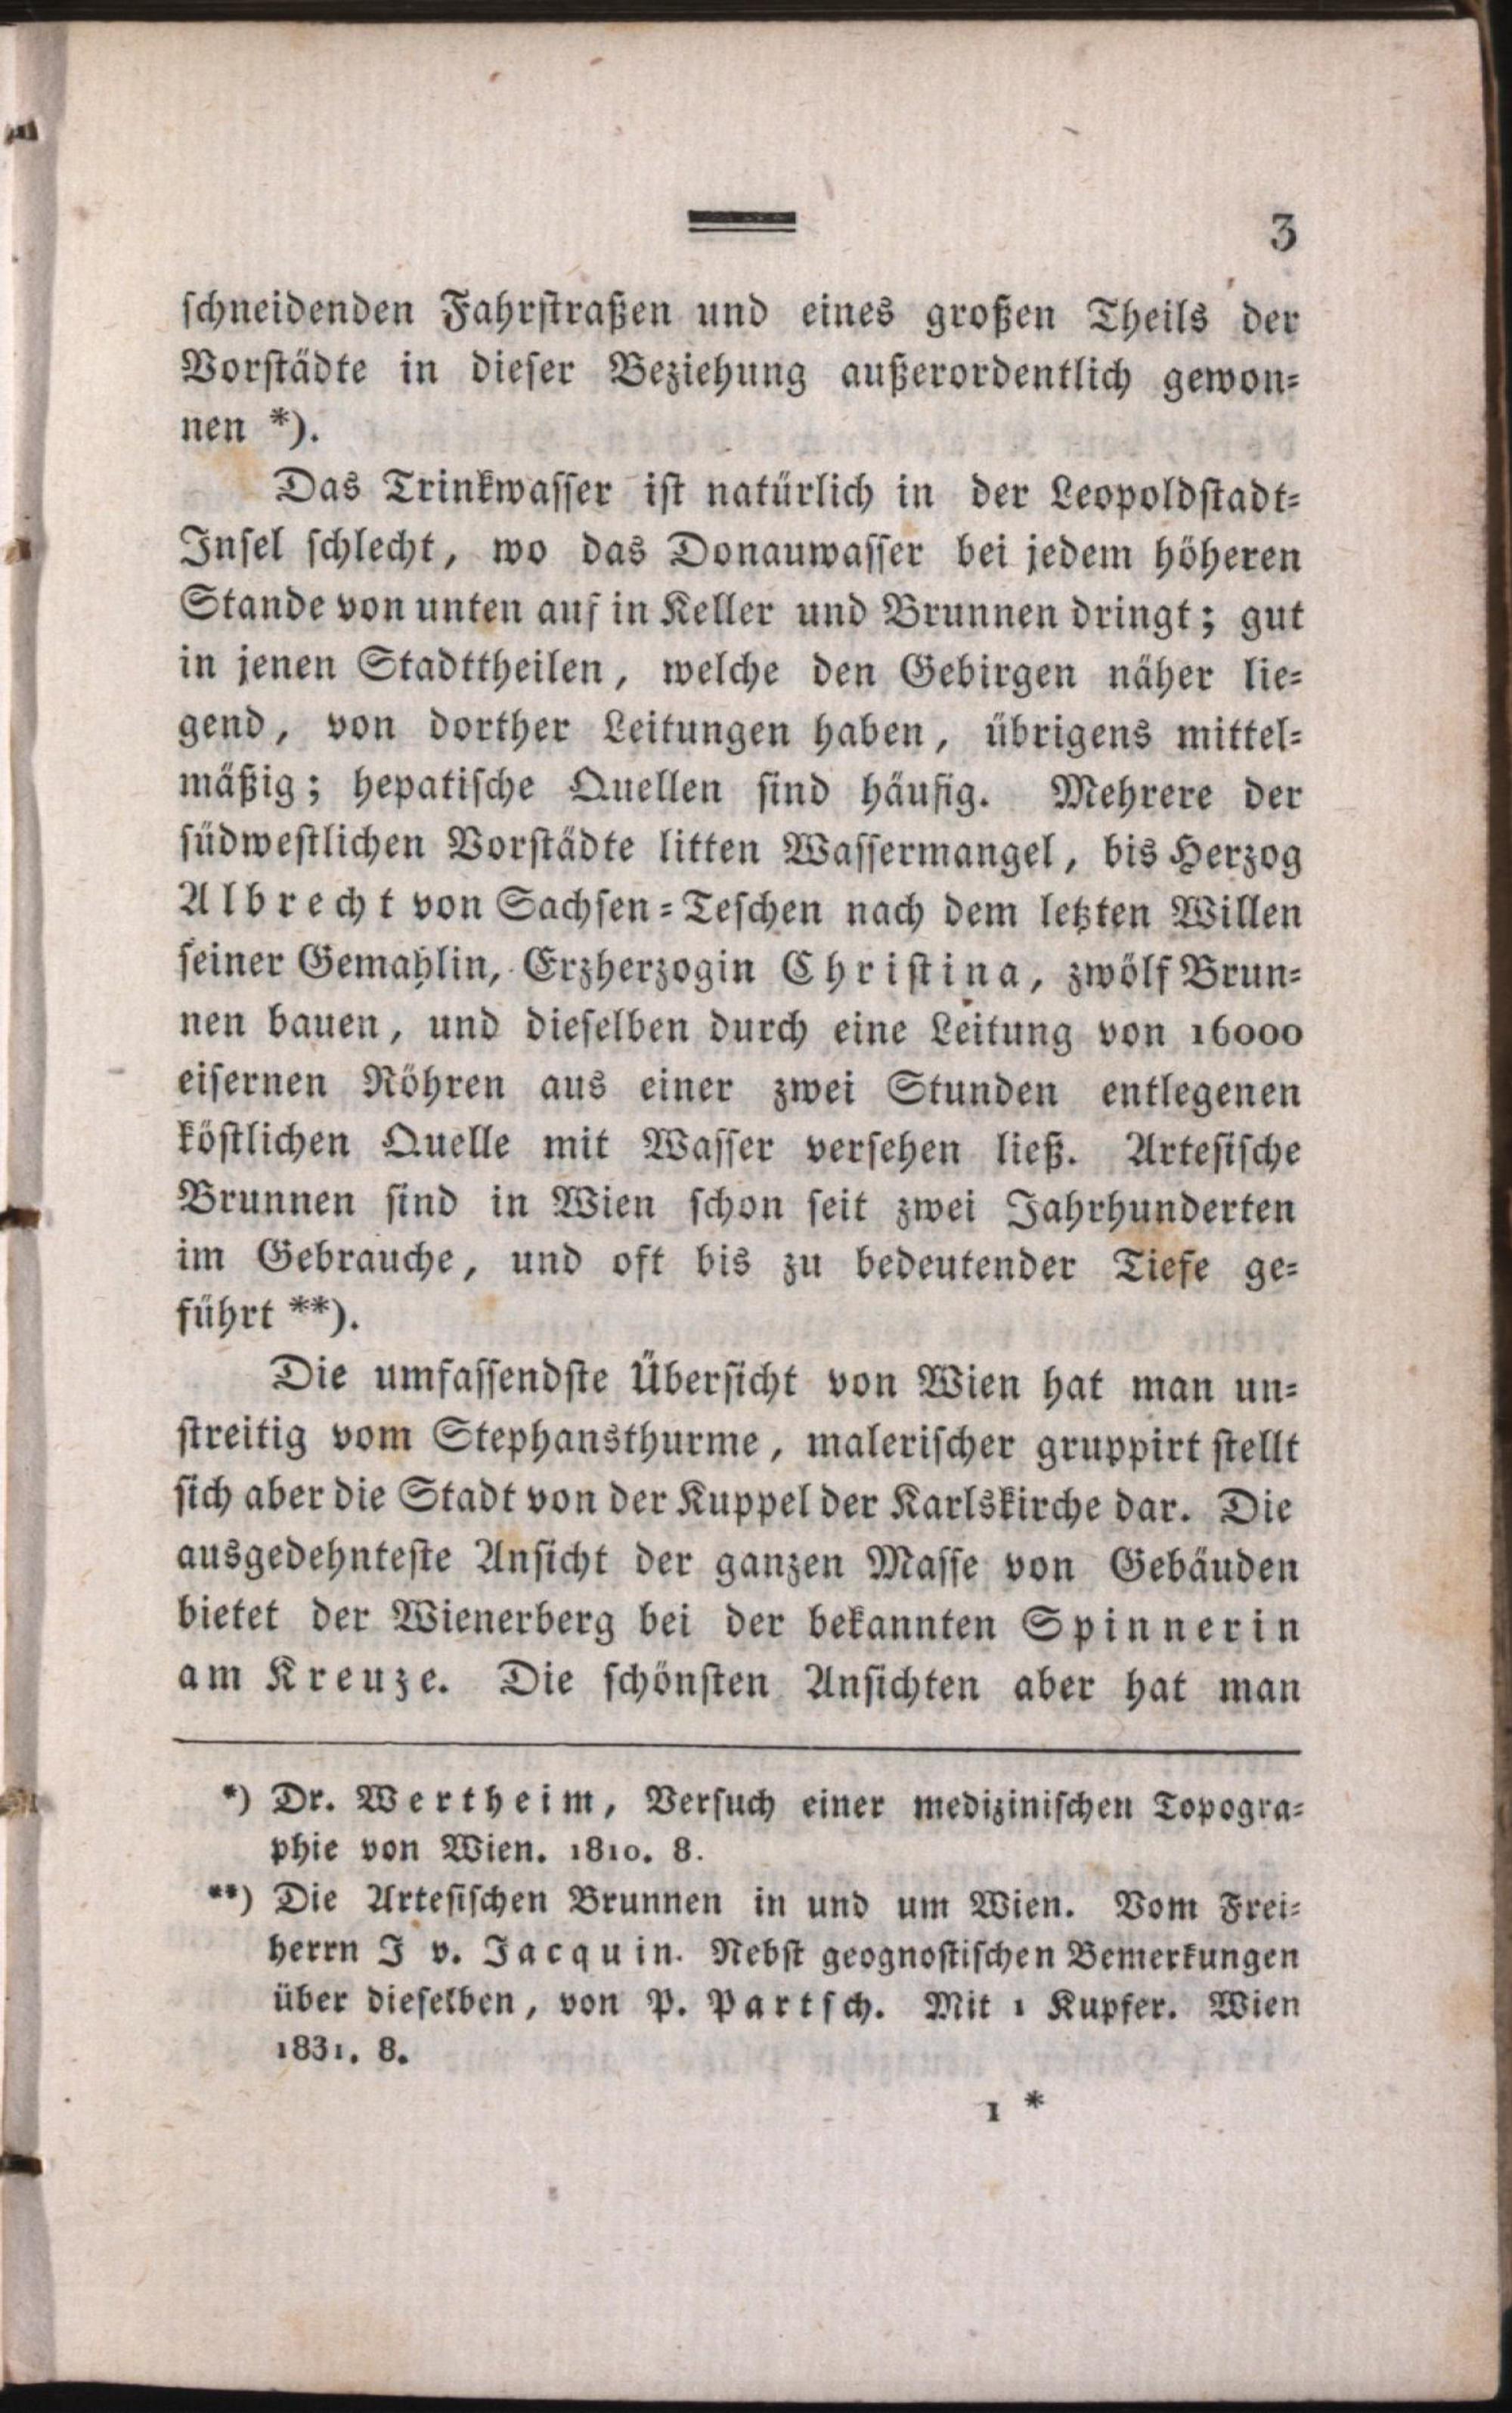 3
schneidenden Fahrstraßen und eines großen Theils der
Vorstädte in dieser Beziehung außerordentlich gewon=
nen *).
Das Trinkwasser ist natürlich in der Leopoldstadt=
Insel schlecht, wo das Donauwasser bei jedem höheren
Stande von unten auf in Keller und Brunnen dringt; gut
in jenen Stadttheilen, welche den Gebirgen näher lie=
gend, von dorther Leitungen haben, übrigens mittel=
mäßig; hepatische Quellen sind häufig. Mehrere der
südwestlichen Vorstädte litten Wassermangel, bis Herzog
Albrecht von Sachsen=Teschen nach dem letzten Willen
seiner Gemahlin, Erzherzogin Christina, zwölf Brun=
nen bauen, und dieselben durch eine Leitung von 16000
eisernen Röhren aus einer zwei Stunden entlegenen
köstlichen Quelle mit Wasser versehen ließ. Artesische
Brunnen sind in Wien schon seit zwei Jahrhunderten
im Gebrauche, und oft bis zu bedeutender Tiefe ge=
führt **).
Die umfassendste Übersicht von Wien hat man un=
streitig vom Stephansthurme, malerischer gruppirt stellt
sich aber die Stadt von der Kuppel der Karlskirche dar. Die
ausgedehnteste Ansicht der ganzen Masse von Gebäuden
bietet der Wienerberg bei der bekannten Spinnerin
am Kreuze. Die schönsten Ansichten aber hat man
*) Dr. Wertheim, Versuch einer medizinischen Topogra=
phie von Wien. 1810. 8.
**) Die Artesischen Brunnen in und um Wien. Vom Frei=
herrn J v. Jacquin. Nebst geognostischen Bemerkungen
über dieselben, von P. Partsch. Mit 1 Kupfer. Wien
1831. 8.
1 *